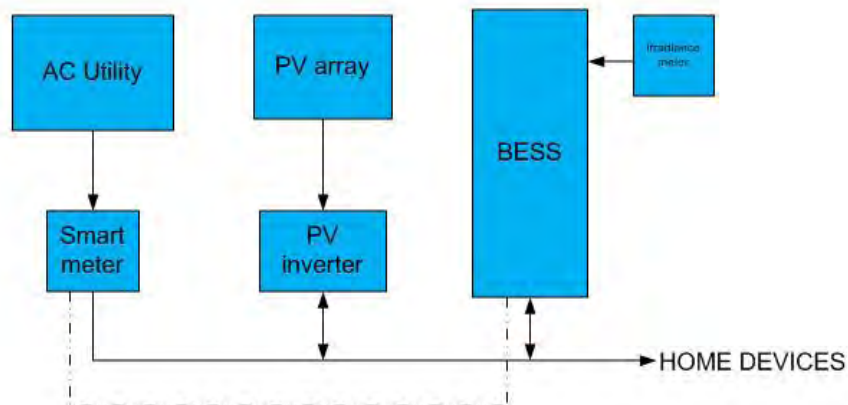 AC Utility
PV array
BESS
Irradiance
meter
Smart
meter
PV
inverter
HOME DEVICES